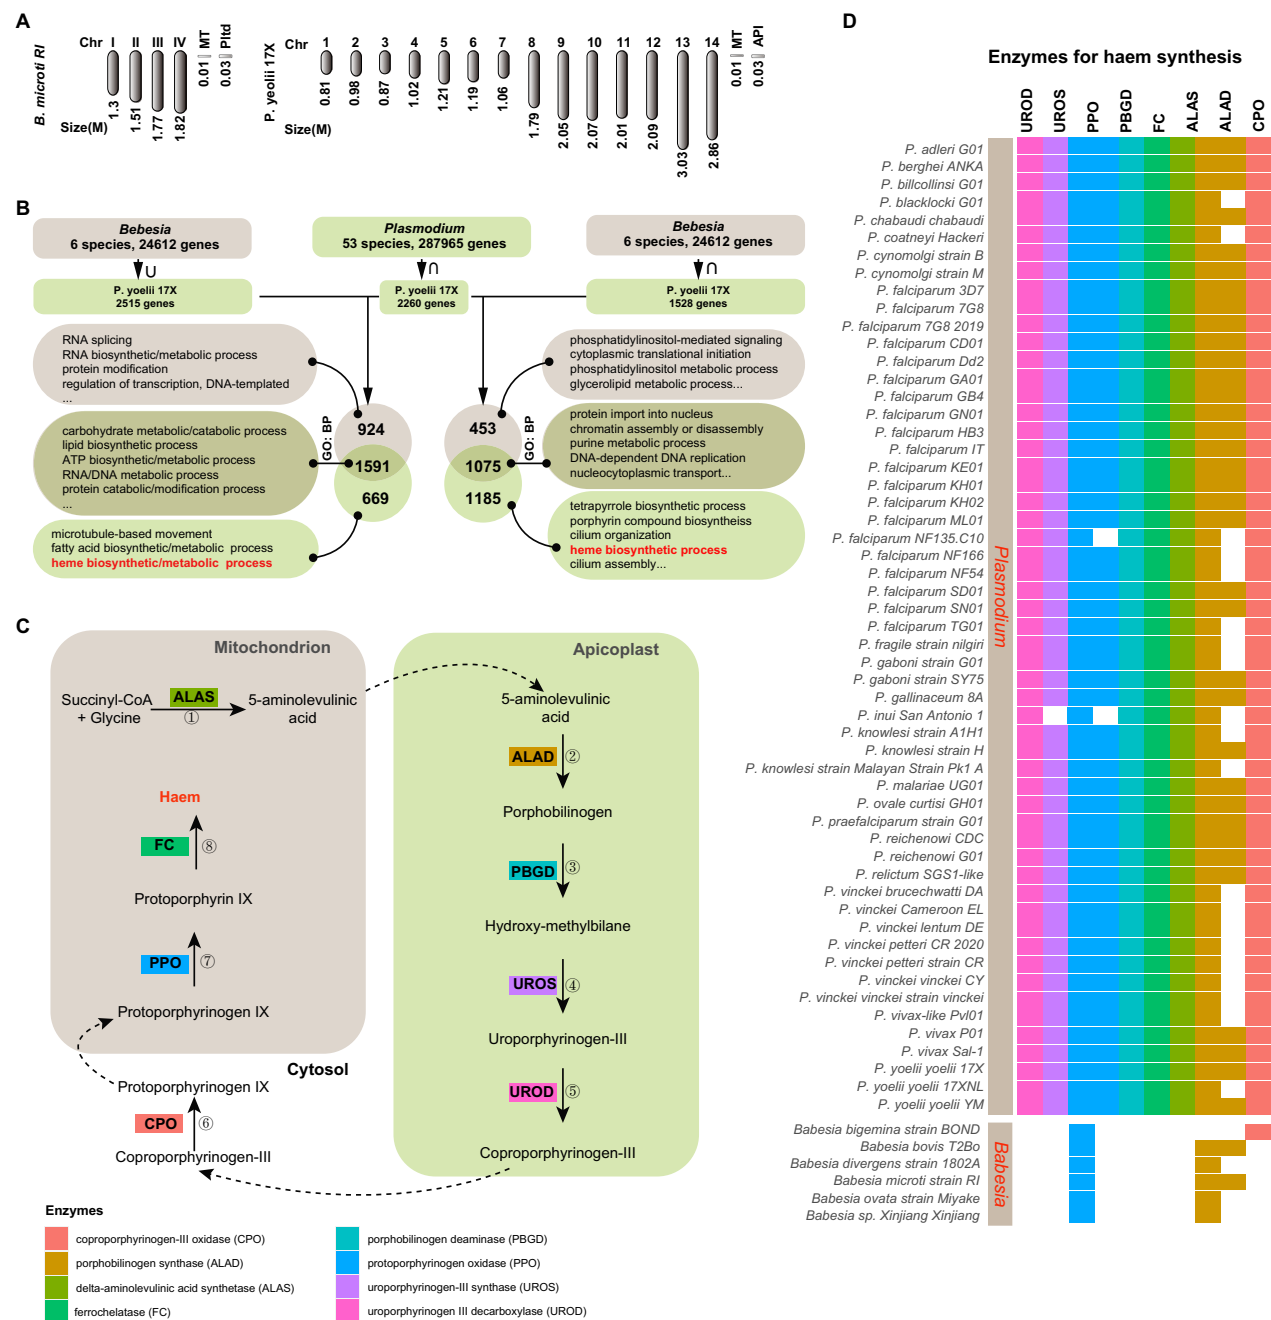 A
B. microti RI
Chr I II III IV MT Pltd
1.3 1.51 1.77 1.82 0.01 0.03
Size(M)
P. yeolii 17X
Chr 1 2 3 4 5 6 7 8 9 10 11 12 13 14 MT API
0.81 0.98 0.87 1.02 1.21 1.19 1.06 1.79 2.05 2.07 2.01 2.09 3.03 2.86 0.01 0.03
Size(M)
B
Bebesia
6 species, 24612 genes
Plasmodium
53 species, 287965 genes
Bebesia
6 species, 24612 genes
∪
∩
∩
P. yoelii 17X
2515 genes
P. yoelii 17X
2260 genes
P. yoelii 17X
1528 genes
RNA splicing
RNA biosynthetic/metabolic process
protein modification
regulation of transcription, DNA-templated
...
carbohydrate metabolic/catabolic process
lipid biosynthetic process
ATP biosynthetic/metabolic process
RNA/DNA metabolic process
protein catabolic/modification process
...
microtubule-based movement
fatty acid biosynthetic/metabolic process
heme biosynthetic/metabolic process
GO: BP
924
1591
669
453
1075
1185
GO: BP
phosphatidylinositol-mediated signaling
cytoplasmic translational initiation
phosphatidylinositol metabolic process
glycerolipid metabolic process...
protein import into nucleus
chromatin assembly or disassembly
purine metabolic process
DNA-dependent DNA replication
nucleocytoplasmic transport...
tetrapyrrole biosynthetic process
porphyrin compound biosyntheiss
cilium organization
heme biosynthetic process
cilium assembly...
C
Mitochondrion
Succinyl-CoA
+ Glycine
ALAS
①
5-aminolevulinic
acid
Haem
FC
⑧
Protoporphyrin IX
PPO
⑦
Protoporphyrinogen IX
Cytosol
Protoporphyrinogen IX
CPO
⑥
Coproporphyrinogen-III
Apicoplast
5-aminolevulinic
acid
ALAD
②
Porphobilinogen
PBGD
③
Hydroxy-methylbilane
UROS
④
Uroporphyrinogen-III
UROD
⑤
Coproporphyrinogen-III
Enzymes
coproporphyrinogen-III oxidase (CPO)
porphobilinogen synthase (ALAD)
delta-aminolevulinic acid synthetase (ALAS)
ferrochelatase (FC)
porphobilinogen deaminase (PBGD)
protoporphyrinogen oxidase (PPO)
uroporphyrinogen-III synthase (UROS)
uroporphyrinogen III decarboxylase (UROD)
D
Enzymes for haem synthesis
UROD UROS PPO PBGD FC ALAS ALAD CPO
P. adleri G01
P. berghei ANKA
P. billcollinsi G01
P. blacklocki G01
P. chabaudi chabaudi
P. coatneyi Hackeri
P. cynomolgi strain B
P. cynomolgi strain M
P. falciparum 3D7
P. falciparum 7G8
P. falciparum 7G8 2019
P. falciparum CD01
P. falciparum Dd2
P. falciparum GA01
P. falciparum GB4
P. falciparum GN01
P. falciparum HB3
P. falciparum IT
P. falciparum KE01
P. falciparum KH01
P. falciparum KH02
P. falciparum ML01
P. falciparum NF135.C10
P. falciparum NF166
P. falciparum NF54
P. falciparum SD01
P. falciparum SN01
P. falciparum TG01
P. fragile strain nilgiri
P. gaboni strain G01
P. gaboni strain SY75
P. gallinaceum 8A
P. inui San Antonio 1
P. knowlesi strain A1H1
P. knowlesi strain H
P. knowlesi strain Malayan Strain Pk1 A
P. malariae UG01
P. ovale curtisi GH01
P. praefalciparum strain G01
P. reichenowi CDC
P. reichenowi G01
P. relictum SGS1-like
P. vinckei brucechwatti DA
P. vinckei Cameroon EL
P. vinckei lentum DE
P. vinckei petteri CR 2020
P. vinckei petteri strain CR
P. vinckei vinckei CY
P. vinckei vinckei strain vinckei
P. vivax-like Pvl01
P. vivax P01
P. vivax Sal-1
P. yoelii yoelii 17X
P. yoelii yoelii 17XNL
P. yoelii yoelii YM
Plasmodium
Babesia bigemina strain BOND
Babesia bovis T2Bo
Babesia divergens strain 1802A
Babesia microti strain RI
Babesia ovata strain Miyake
Babesia sp. Xinjiang Xinjiang
Babesia